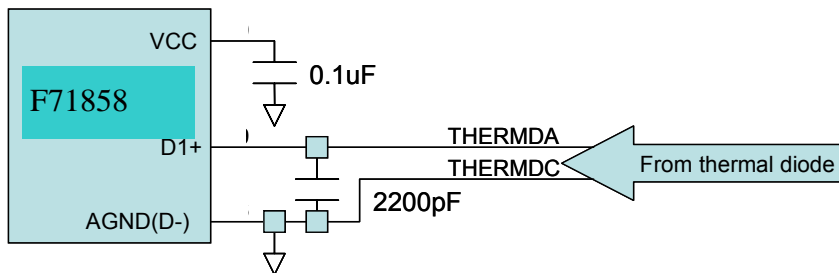 VCC
0.1uF
F71858
D1+
THERMDA
THERMDC
From thermal diode
2200pF
AGND(D-)